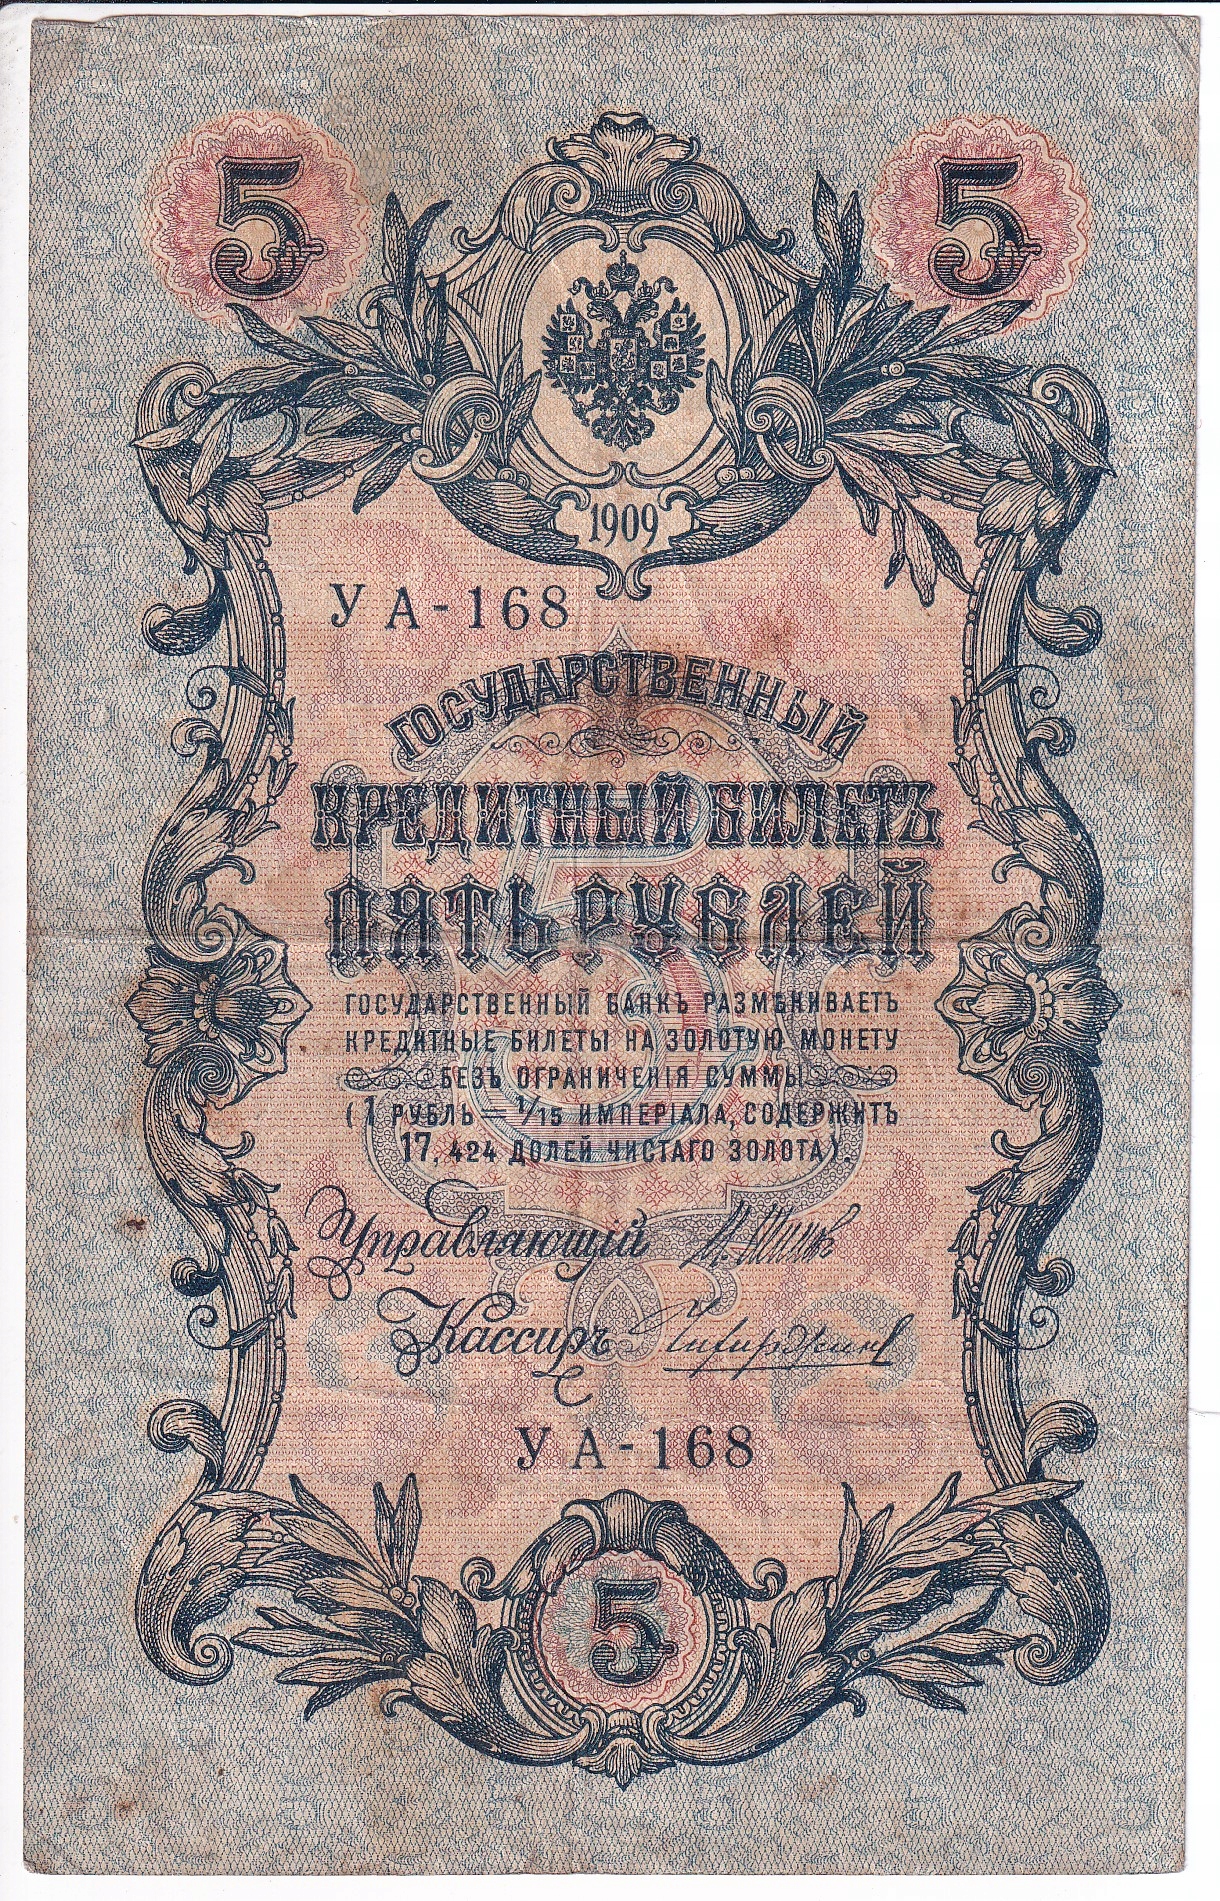 5 5
1909
УА-168
ГОСУДАРСТВЕННЫЙ
КРЕДИТНЫЙ БИЛЕТЪ
ПЯТЬ РУБЛЕЙ
ГОСУДАРСТВЕННЫЙ БАНКЪ РАЗМѢНИВАЕТЪ
КРЕДИТНЫЕ БИЛЕТЫ НА ЗОЛОТУЮ МОНЕТУ
БЕЗЪ ОГРАНИЧЕНІЯ СУММЫ
(1 РУБЛЬ = 1/15 ИМПЕРІАЛА, СОДЕРЖИТЪ
17,424 ДОЛЕЙ ЧИСТАГО ЗОЛОТА).
Управляющій
Кассиръ
УА-168
5